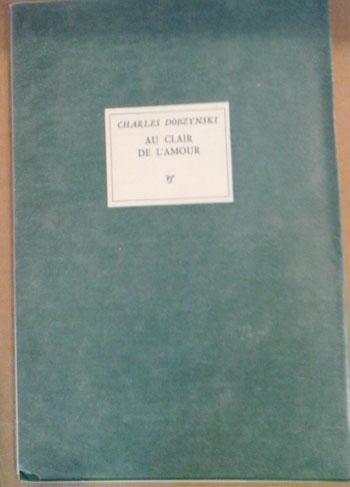 CHARLES DOBZYNSKI
AU CLAIR
DE L'AMOUR